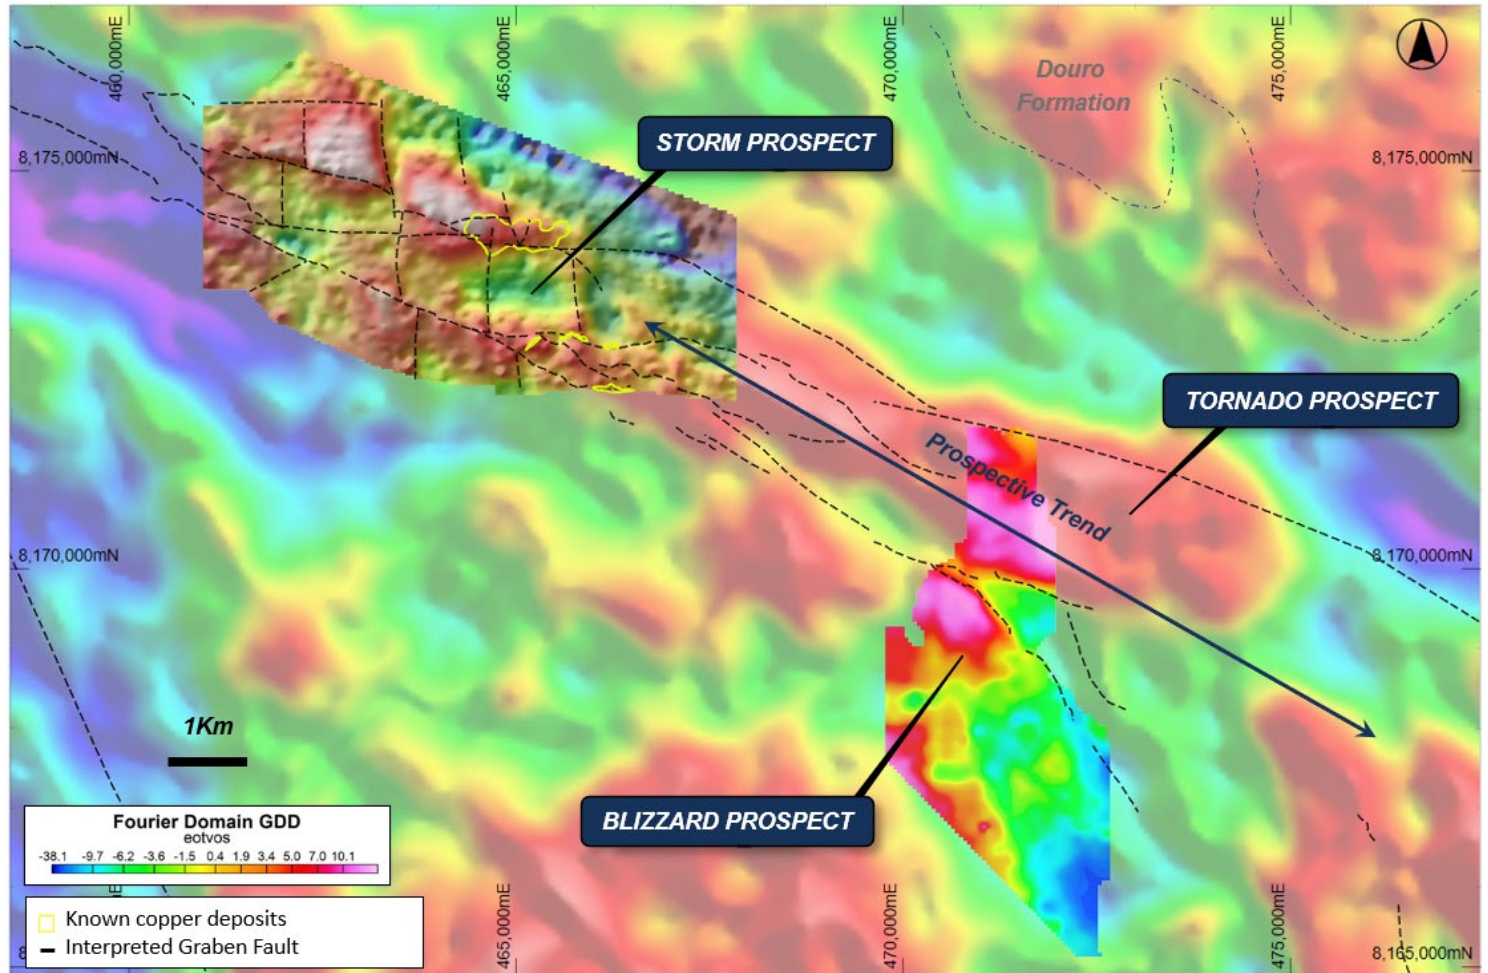 460,000mE
465,000mE
470,000mE
475,000mE
Douro
Formation
8,175,000mN
STORM PROSPECT
8,175,000mN
TORNADO PROSPECT
Prospective Trend
8,170,000mN
8,170,000mN
1Km
BLIZZARD PROSPECT
Fourier Domain GDD
eotvos
-38.1 -9.7 -6.2 -3.6 -1.5 0.4 1.9 3.4 5.0 7.0 10.1
Known copper deposits
Interpreted Graben Fault
465,000mE
470,000mE
475,000mE
8,165,000mN